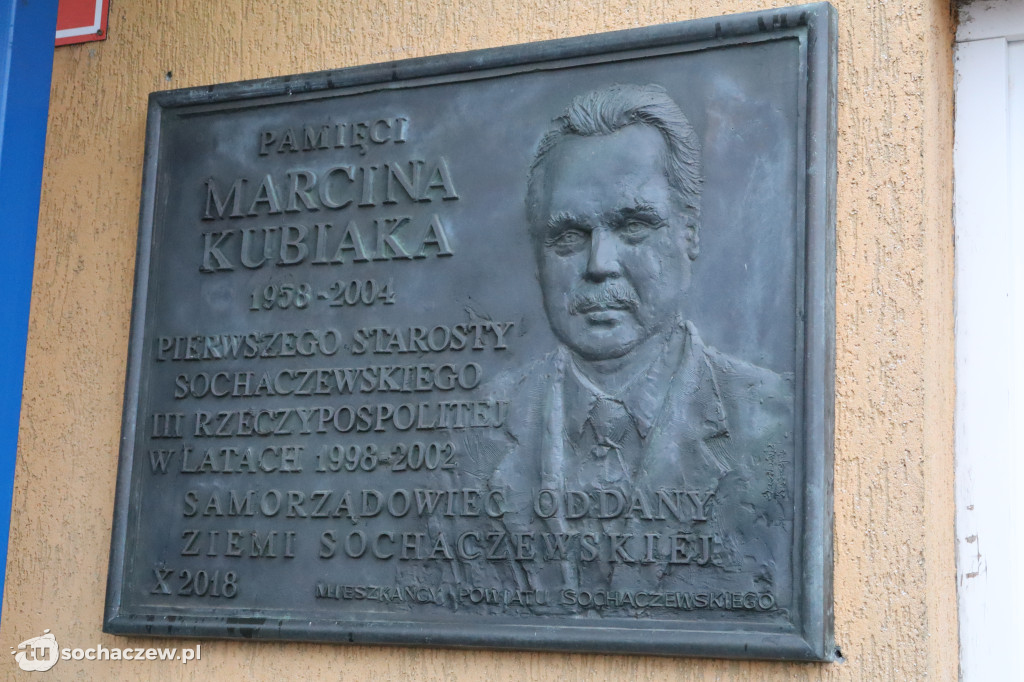 PAMIĘCI
MARCINA
KUBIAKA
1958-2004
PIERWSZEGO STAROSTY
SOCHACZEWSKIEGO
III RZECZYPOSPOLITEJ
W LATACH 1998-2002
SAMORZĄDOWIEC ODDANY
ZIEMI SOCHACZEWSKIEJ
X 2018 MIESZKAŃCY POWIATU SOCHACZEWSKIEGO
tu sochaczew.pl